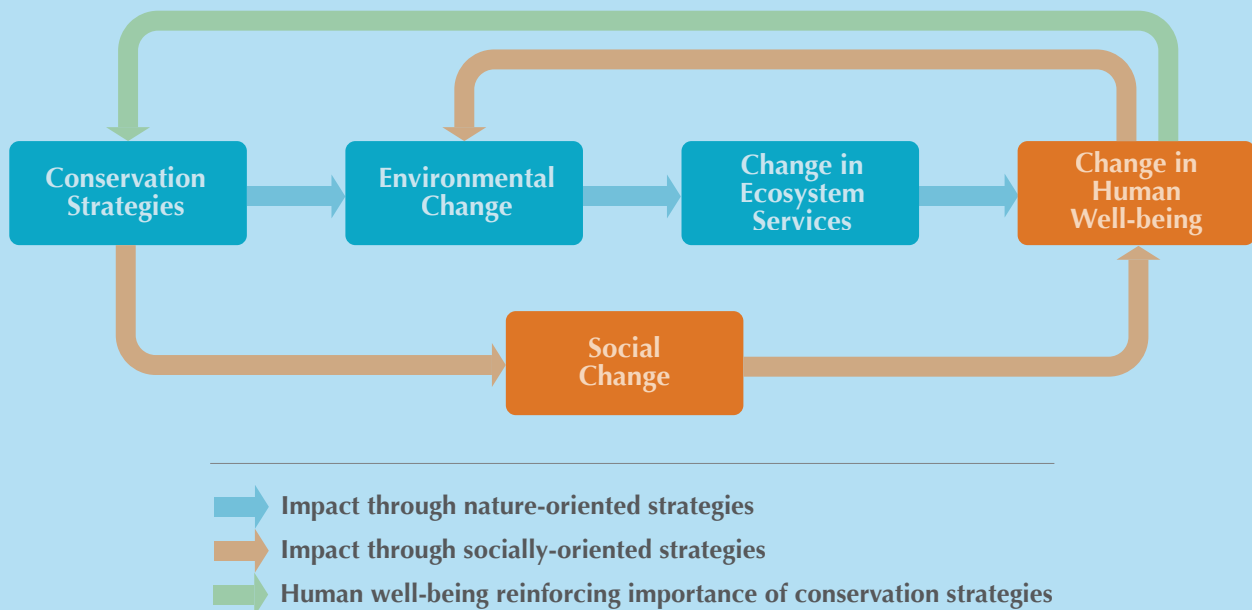 Conservation
Strategies
Environmental
Change
Change in
Ecosystem
Services
Change in
Human
Well-being
Social
Change
Impact through nature-oriented strategies
Impact through socially-oriented strategies
Human well-being reinforcing importance of conservation strategies